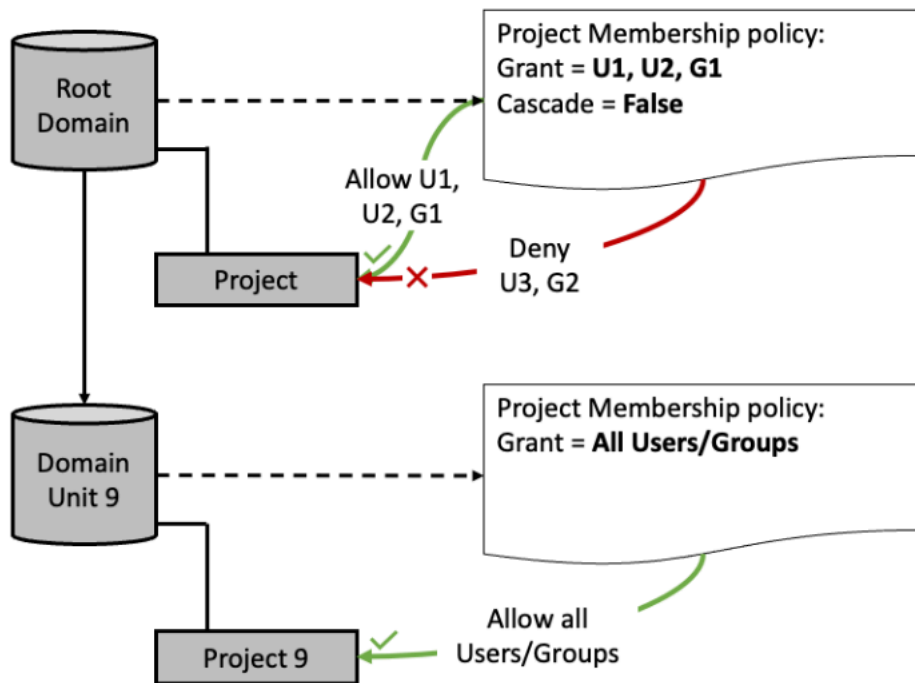 Root
Domain
Project Membership policy:
Grant = U1, U2, G1
Cascade = False
Allow U1,
U2, G1
Deny
U3, G2
Project
Domain
Unit 9
Project Membership policy:
Grant = All Users/Groups
Allow all
Users/Groups
Project 9